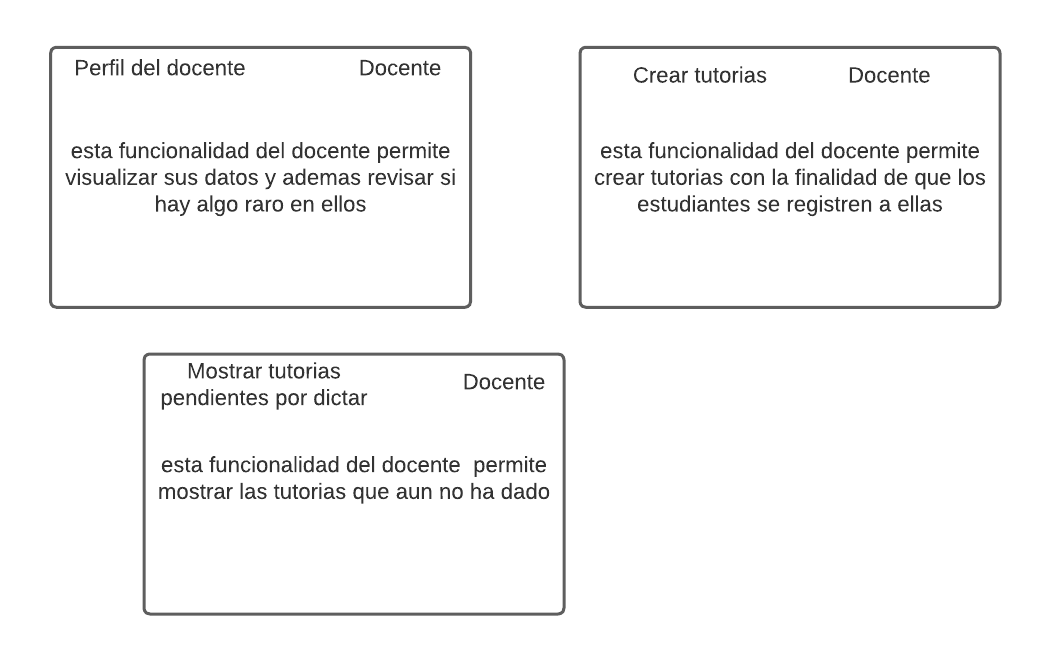 Perfil del docente
Docente
esta funcionalidad del docente permite
visualizar sus datos y ademas revisar si
hay algo raro en ellos
Crear tutorias
Docente
esta funcionalidad del docente permite
crear tutorias con la finalidad de que los
estudiantes se registren a ellas
Mostrar tutorias
pendientes por dictar
Docente
esta funcionalidad del docente  permite
mostrar las tutorias que aun no ha dado